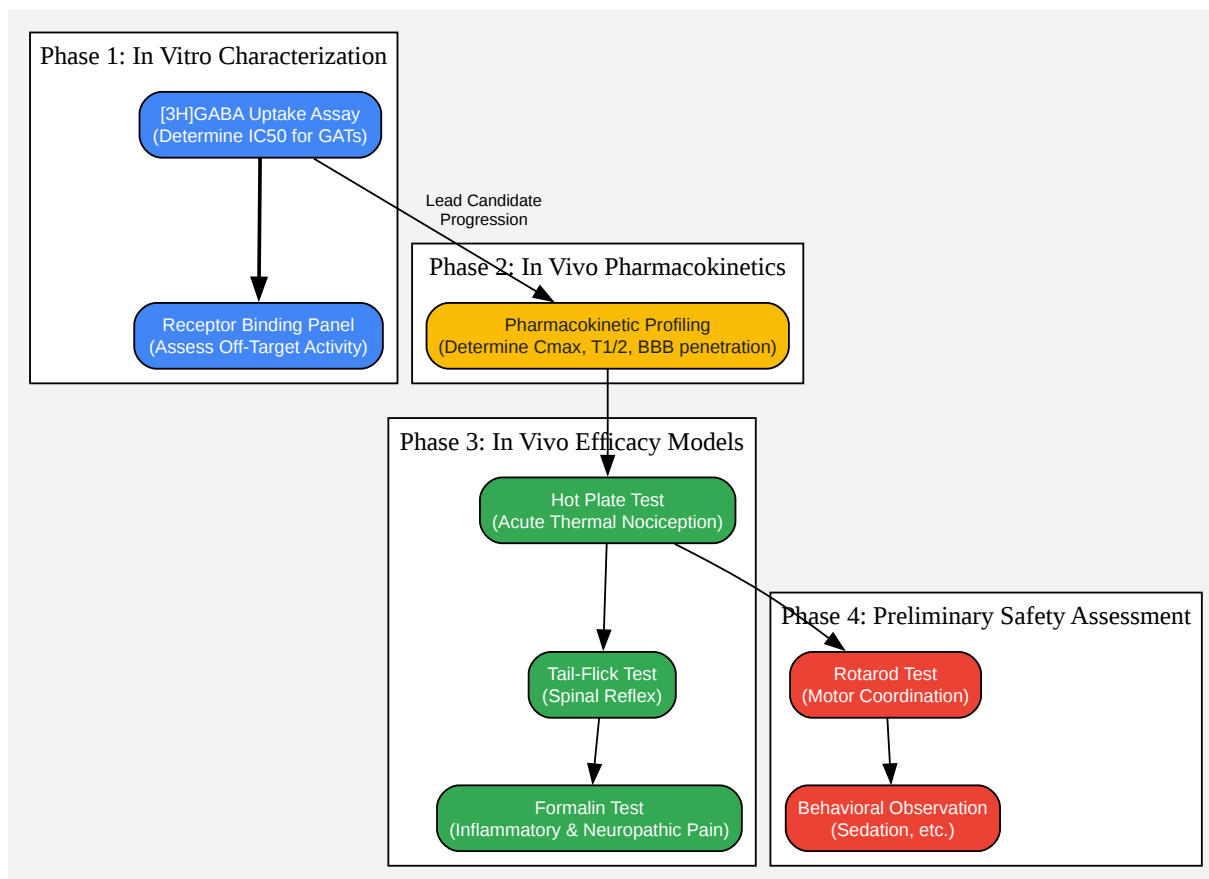 Phase 1: In Vitro Characterization
[3H]GABA Uptake Assay
(Determine IC50 for GATs)
Lead Candidate
Progression
Receptor Binding Panel
(Assess Off-Target Activity)
Phase 2: In Vivo Pharmacokinetics
Pharmacokinetic Profiling
(Determine Cmax, T1/2, BBB penetration)
Phase 3: In Vivo Efficacy Models
Hot Plate Test
(Acute Thermal Nociception)
Tail-Flick Test
(Spinal Reflex)
Formalin Test
(Inflammatory & Neuropathic Pain)
Phase 4: Preliminary Safety Assessment
Rotarod Test
(Motor Coordination)
Behavioral Observation
(Sedation, etc.)